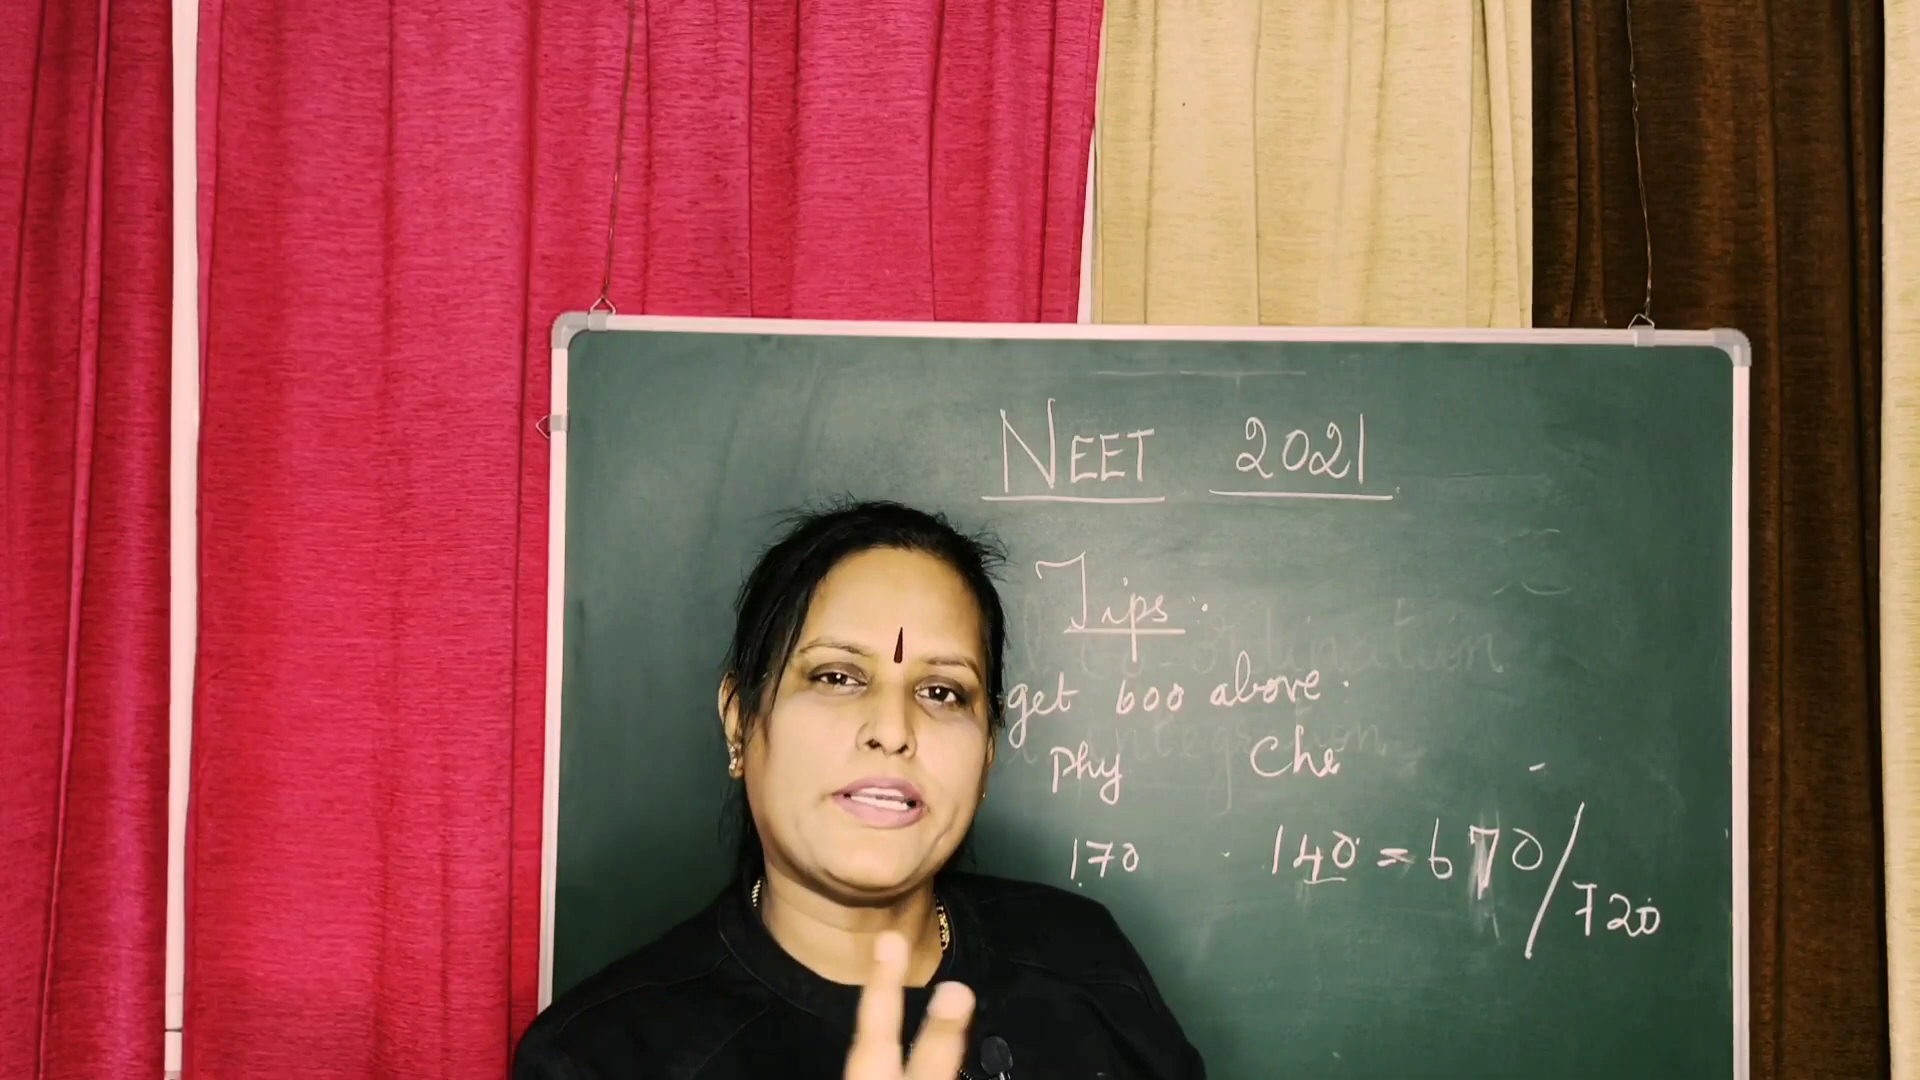 NEET 2021
Tips:
get 600 above.
Phy Che
170 140 = 670/720